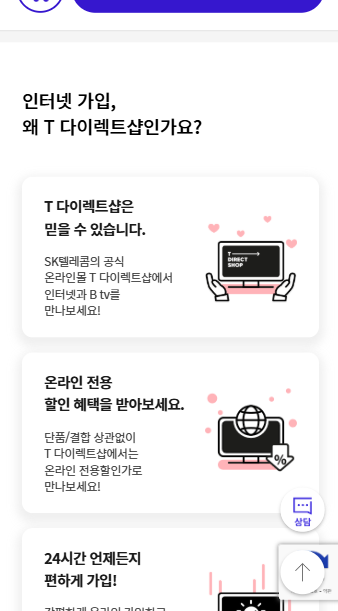 인터넷 가입,
왜 T 다이렉트샵인가요?
T 다이렉트샵은
믿을 수 있습니다.
SK텔레콤의 공식
온라인몰 T 다이렉트샵에서
인터넷과 B tv를
만나보세요!
T
DIRECT
SHOP
온라인 전용
할인 혜택을 받아보세요.
단품/결합 상관없이
T 다이렉트샵에서는
온라인 전용할인가로
만나보세요!
%
상담
24시간 언제든지
편하게 가입!